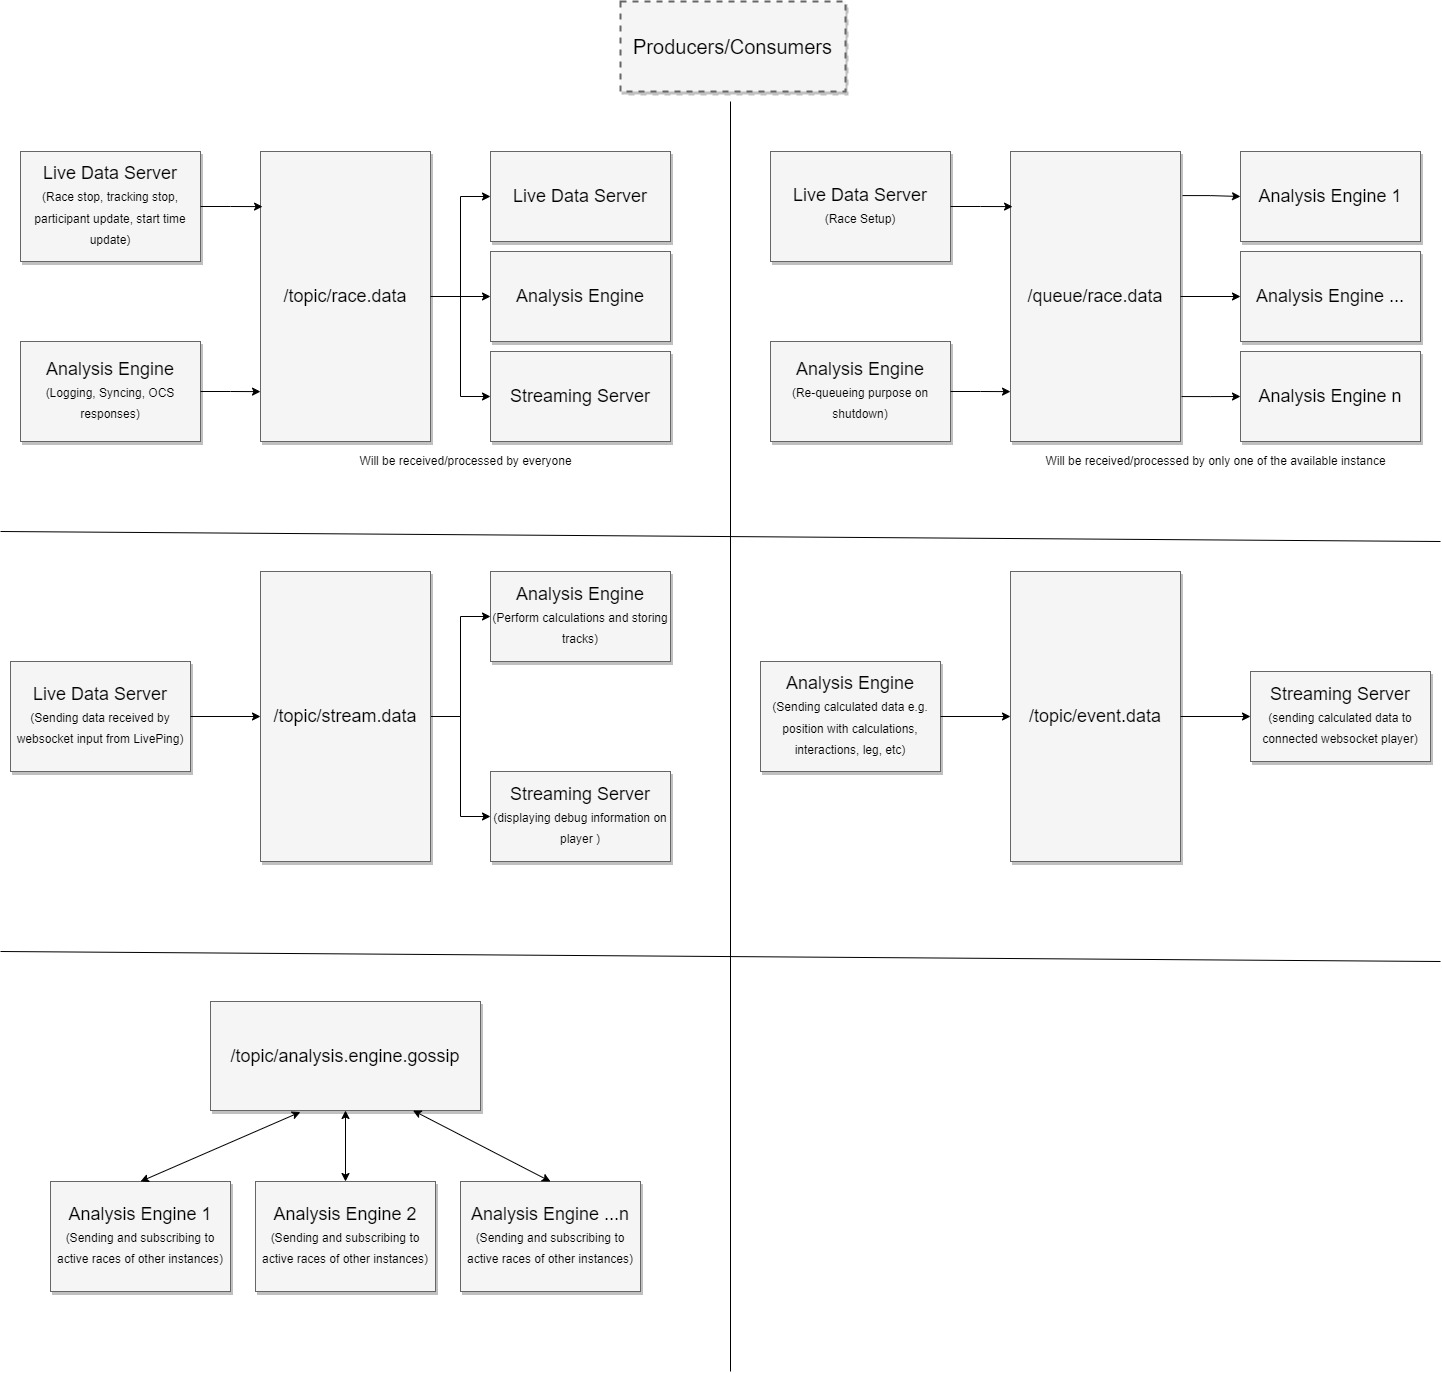 Producers/Consumers
Live Data Server
(Race stop, tracking stop,
participant update, start time
update)
Analysis Engine
(Logging, Syncing, OCS
responses)
/topic/race.data
Live Data Server
Analysis Engine
Streaming Server
Will be received/processed by everyone
Live Data Server
(Race Setup)
Analysis Engine
(Re-queueing purpose on
shutdown)
/queue/race.data
Analysis Engine 1
Analysis Engine ...
Analysis Engine n
Will be received/processed by only one of the available instance
Live Data Server
(Sending data received by
websocket input from LivePing)
/topic/stream.data
Analysis Engine
(Perform calculations and storing
tracks)
Streaming Server
(displaying debug information on
player )
Analysis Engine
(Sending calculated data e.g.
position with calculations,
interactions, leg, etc)
/topic/event.data
Streaming Server
(sending calculated data to
connected websocket player)
/topic/analysis.engine.gossip
Analysis Engine 1
(Sending and subscribing to
active races of other instances)
Analysis Engine 2
(Sending and subscribing to
active races of other instances)
Analysis Engine ...n
(Sending and subscribing to
active races of other instances)